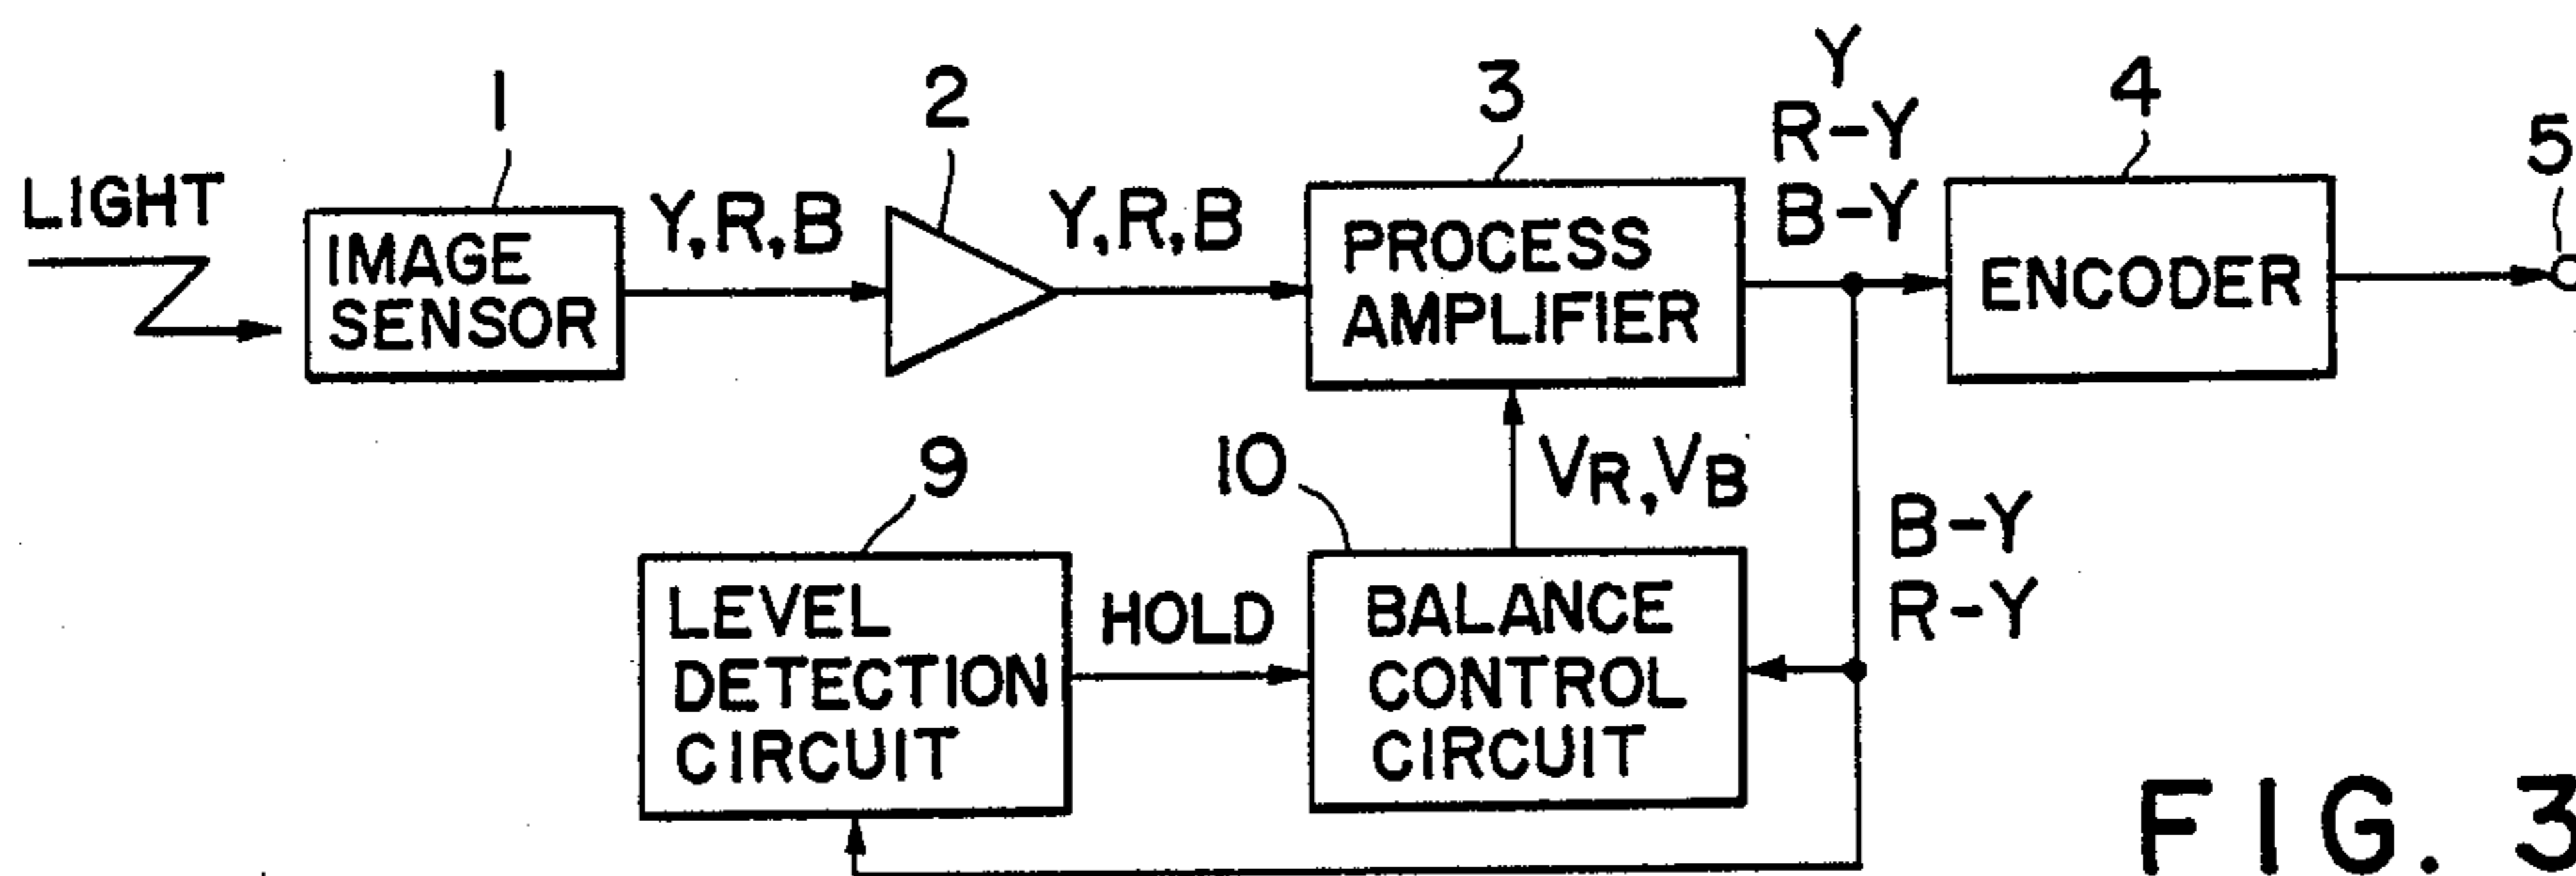 1
2
3
Y
R-Y
B-Y
4
5
LIGHT
IMAGE
SENSOR
Y,R,B
Y,R,B
PROCESS
AMPLIFIER
ENCODER
9
10
VR,VB
B-Y
R-Y
LEVEL
DETECTION
CIRCUIT
HOLD
BALANCE
CONTROL
CIRCUIT
FIG. 3